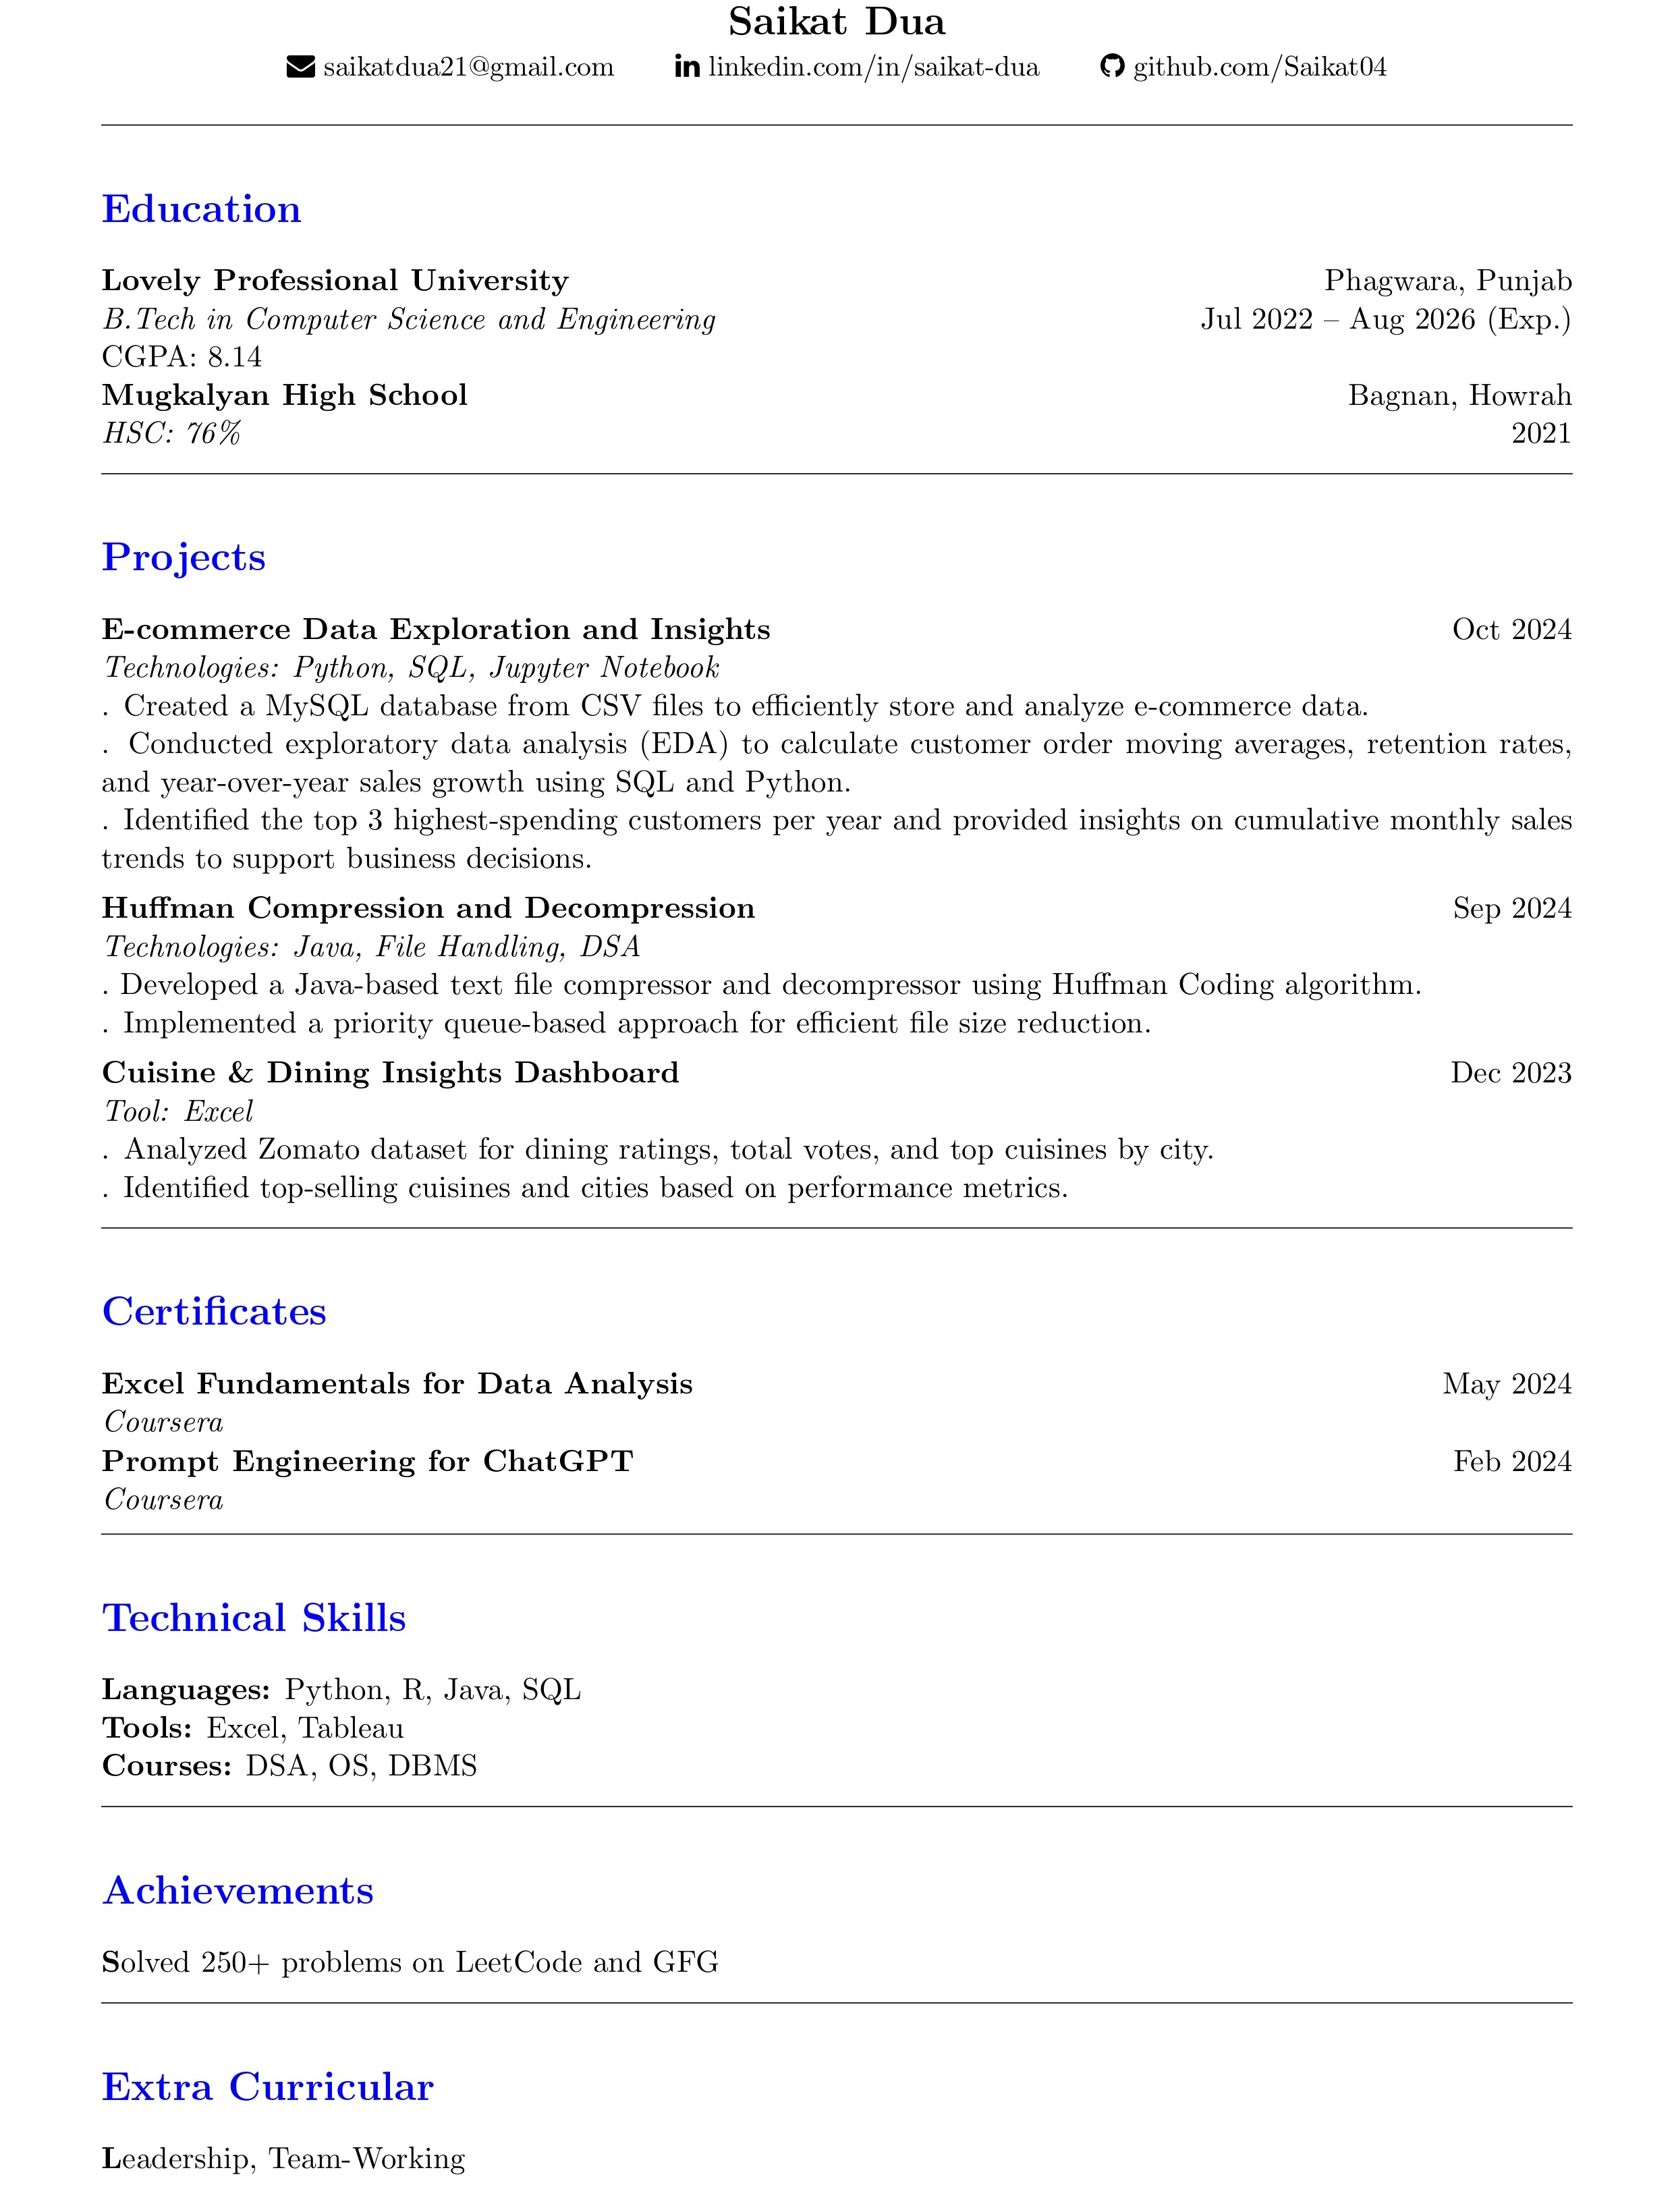 Saikat Dua
saikatdua21@gmail.com linkedin.com/in/saikat-dua github.com/Saikat04
Education
Lovely Professional University Phagwara, Punjab
B.Tech in Computer Science and Engineering Jul 2022 – Aug 2026 (Exp.)
CGPA: 8.14
Mugkalyan High School Bagnan, Howrah
HSC: 76% 2021
Projects
E-commerce Data Exploration and Insights Oct 2024
Technologies: Python, SQL, Jupyter Notebook
. Created a MySQL database from CSV files to efficiently store and analyze e-commerce data.
. Conducted exploratory data analysis (EDA) to calculate customer order moving averages, retention rates,
and year-over-year sales growth using SQL and Python.
. Identified the top 3 highest-spending customers per year and provided insights on cumulative monthly sales
trends to support business decisions.
Huffman Compression and Decompression Sep 2024
Technologies: Java, File Handling, DSA
. Developed a Java-based text file compressor and decompressor using Huffman Coding algorithm.
. Implemented a priority queue-based approach for efficient file size reduction.
Cuisine & Dining Insights Dashboard Dec 2023
Tool: Excel
. Analyzed Zomato dataset for dining ratings, total votes, and top cuisines by city.
. Identified top-selling cuisines and cities based on performance metrics.
Certificates
Excel Fundamentals for Data Analysis May 2024
Coursera
Prompt Engineering for ChatGPT Feb 2024
Coursera
Technical Skills
Languages: Python, R, Java, SQL
Tools: Excel, Tableau
Courses: DSA, OS, DBMS
Achievements
Solved 250+ problems on LeetCode and GFG
Extra Curricular
Leadership, Team-Working